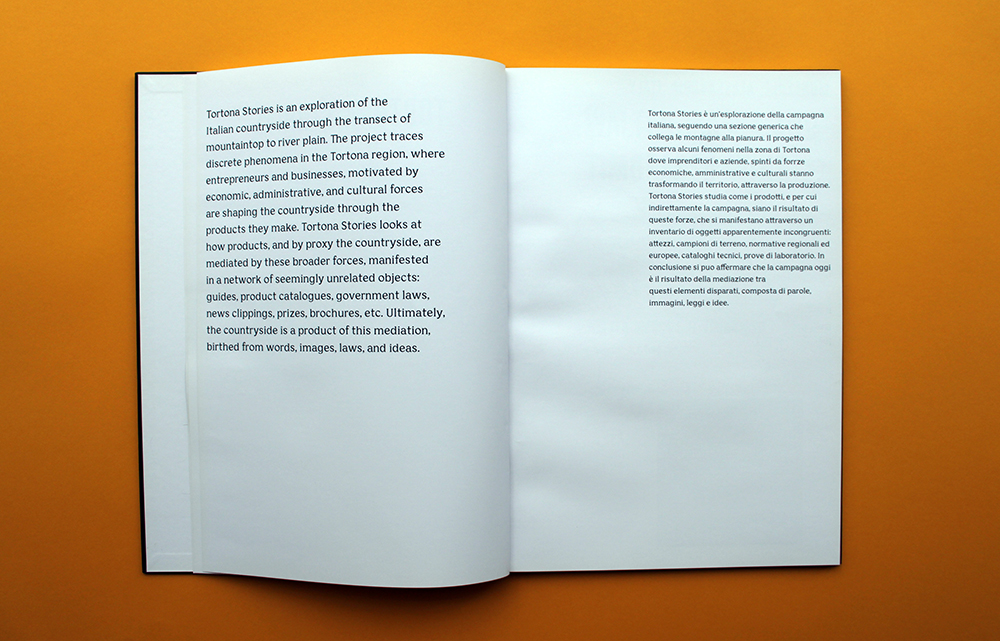 Tortona Stories is an exploration of the
Italian countryside through the transect of
mountaintop to river plain. The project traces
discrete phenomena in the Tortona region, where
entrepreneurs and businesses, motivated by
economic, administrative, and cultural forces
are shaping the countryside through the
products they make. Tortona Stories looks at
how products, and by proxy the countryside, are
mediated by these broader forces, manifested
in a network of seemingly unrelated objects:
guides, product catalogues, government laws,
news clippings, prizes, brochures, etc. Ultimately,
the countryside is a product of this mediation,
birthed from words, images, laws, and ideas.
Tortona Stories è un'esplorazione della campagna
italiana, seguendo una sezione generica che
collega le montagne alla pianura. Il progetto
osserva alcuni fenomeni nella zona di Tortona
dove imprenditori e aziende, spinti da forrze
economiche, amministrative e culturali stanno
trasformando il territorio, attraverso la produzione.
Tortona Stories studia come i prodotti, e per cui
indirettamente la campagna, siano il risultato di
queste forze, che si manifestano attraverso un
inventario di oggetti apparentemente incongruenti:
attezzi, campioni di terreno, normative regionali ed
europee, cataloghi tecnici, prove di laboratorio. In
conclusione si puo affermare che la campagna oggi
è il risultato della mediazione tra
questi elementi disparati, composta di parole,
immagini, leggi e idee.